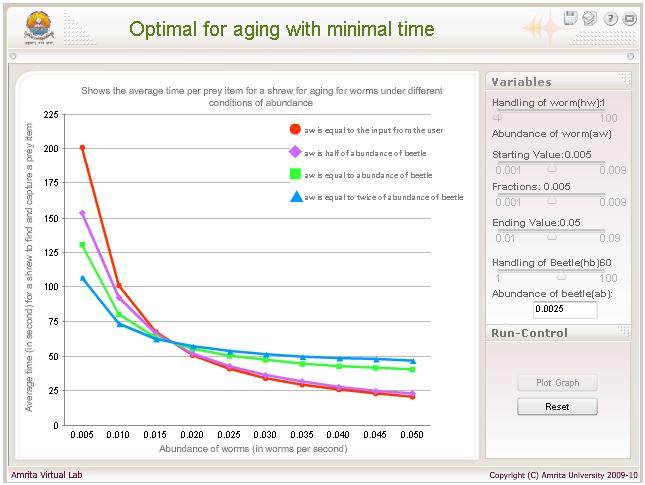 Optimal for aging with minimal time
Shows the average time per prey item for a shrew for aging for worms under different
conditions of abundance
Average time (in second) for a shrew to find and capture a prey item
225
200
175
150
125
100
75
50
25
0
aw is equal to the input from the user
aw is half of abundance of beetle
aw is equal to abundance of beetle
aw is equal to twice of abundance of beetle
0.005 0.010 0.015 0.020 0.025 0.030 0.035 0.040 0.045 0.050
Abundance of worms (in worms per second)
Variables
Handling of worm(hw):1
1 100
Abundance of worm(aw)
Starting Value:0.005
0.001 0.009
Fractions: 0.005
0.001 0.009
Ending Value:0.05
0.01 0.09
Handling of Beetle(hb)60
1 100
Abundance of beetle(ab):
0.0025
Run-Control
Plot Graph
Reset
Amrita Virtual Lab
Copyright (C) Amrita University 2009-10